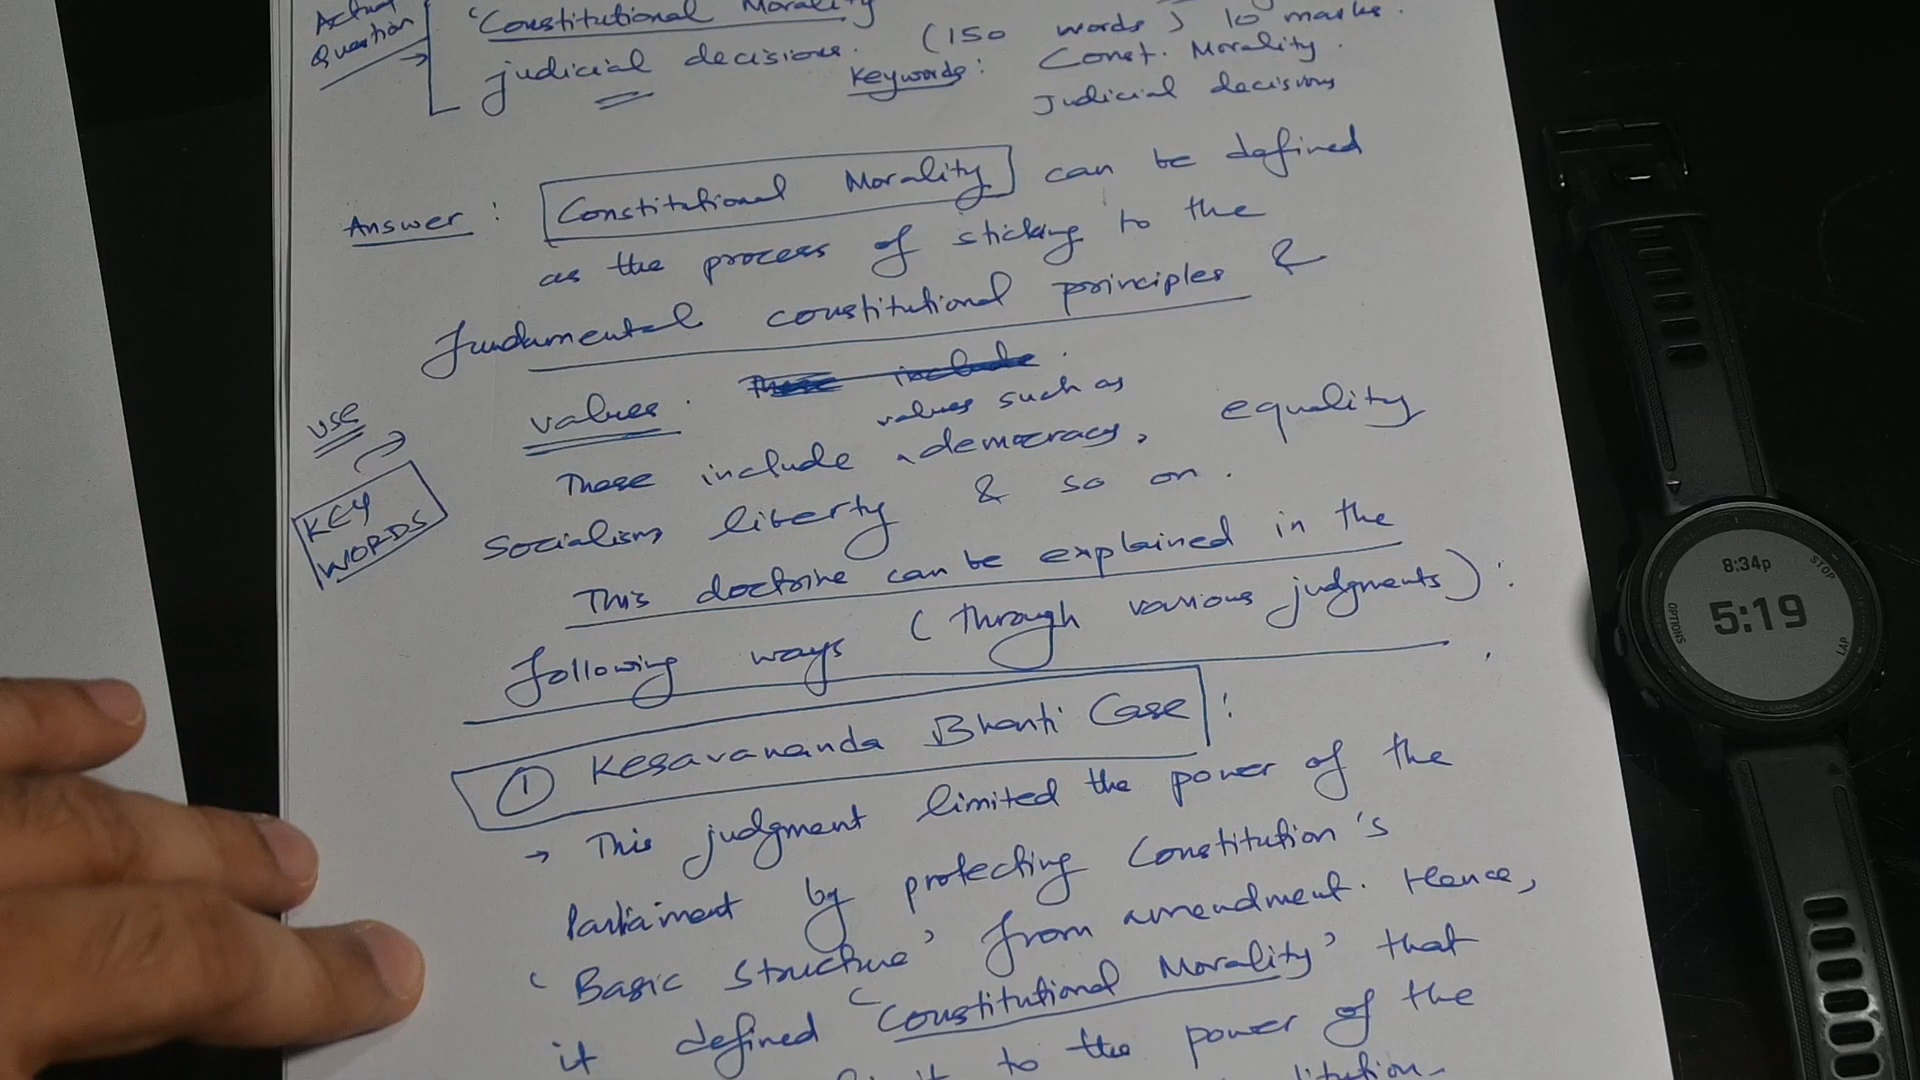 Actual
Question
'Constitutional Morality
judicial decisions. (150 words) 10 marks.
Keywords: Const. Morality.
Judicial decisions
Answer : Constitutional Morality can be defined
as the process of sticking to the
fundamental constitutional principles &
values. These include.
values such as
These include democracy, equality
Socialism liberty & so on.
USE
KEY
WORDS
This doctrine can be explained in the
following ways (through various judgments):
① Kesavananda Bharti Case :
→ This judgment limited the power of the
Parliament by protecting Constitution's
'Basic Structure' from amendment. Hence,
it defined 'Constitutional Morality' that
to the power of the
8:34p
5:19
STOP
OPTIONS
LAP